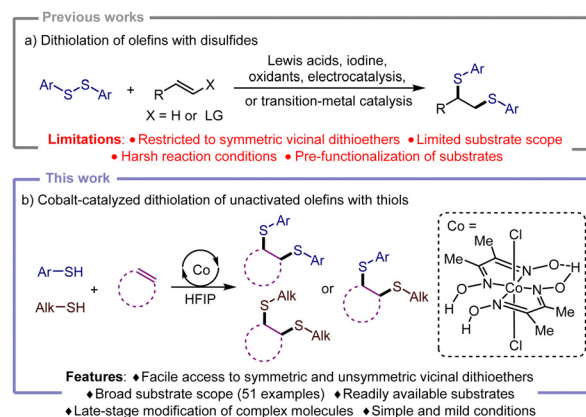 Previous works
a) Dithiolation of olefins with disulfides
Ar S S Ar + R X
X = H or LG
Lewis acids, iodine,
oxidants, electrocatalysis,
or transition-metal catalysis
S Ar R S Ar
Limitations: • Restricted to symmetric vicinal dithioethers • Limited substrate scope
• Harsh reaction conditions • Pre-functionalization of substrates
This work
b) Cobalt-catalyzed dithiolation of unactivated olefins with thiols
Ar-SH
Alk-SH
+
Co
HFIP
Ar S S Ar
Alk S S Alk
or
Ar S S Alk
Co =
Cl
Me Me N O H
H O N Co N O
H O N Me
Cl Me
Features: ♦Facile access to symmetric and unsymmetric vicinal dithioethers
♦Broad substrate scope (51 examples) ♦Readily available substrates
♦Late-stage modification of complex molecules ♦Simple and mild conditions